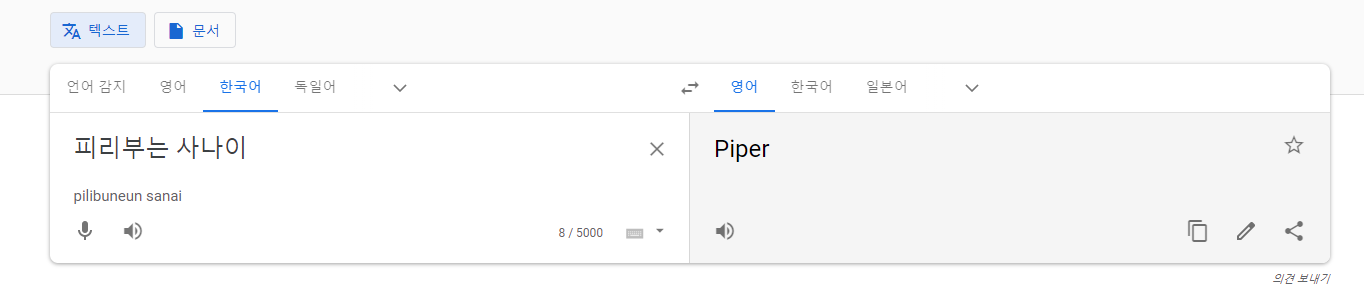 텍스트 문서
언어 감지 영어 한국어 독일어 영어 한국어 일본어
피리부는 사나이
Piper
pilibuneun sanai
8 / 5000
의견 보내기